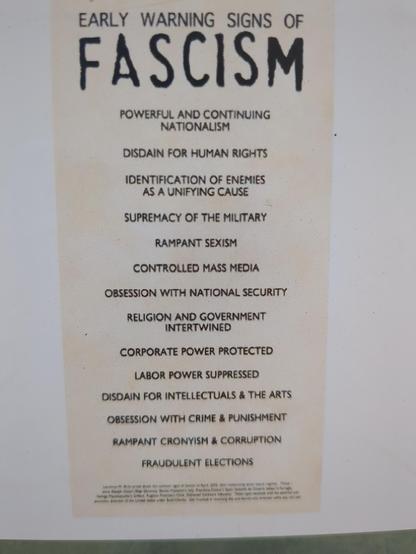 EARLY WARNING SIGNS OF
FASCISM
POWERFUL AND CONTINUING
NATIONALISM
DISDAIN FOR HUMAN RIGHTS
IDENTIFICATION OF ENEMIES
AS A UNIFYING CAUSE
SUPREMACY OF THE MILITARY
RAMPANT SEXISM
CONTROLLED MASS MEDIA
OBSESSION WITH NATIONAL SECURITY
RELIGION AND GOVERNMENT
INTERTWINED
CORPORATE POWER PROTECTED
LABOR POWER SUPPRESSED
DISDAIN FOR INTELLECTUALS & THE ARTS
OBSESSION WITH CRIME & PUNISHMENT
RAMPANT CRONYISM & CORRUPTION
FRAUDULENT ELECTIONS